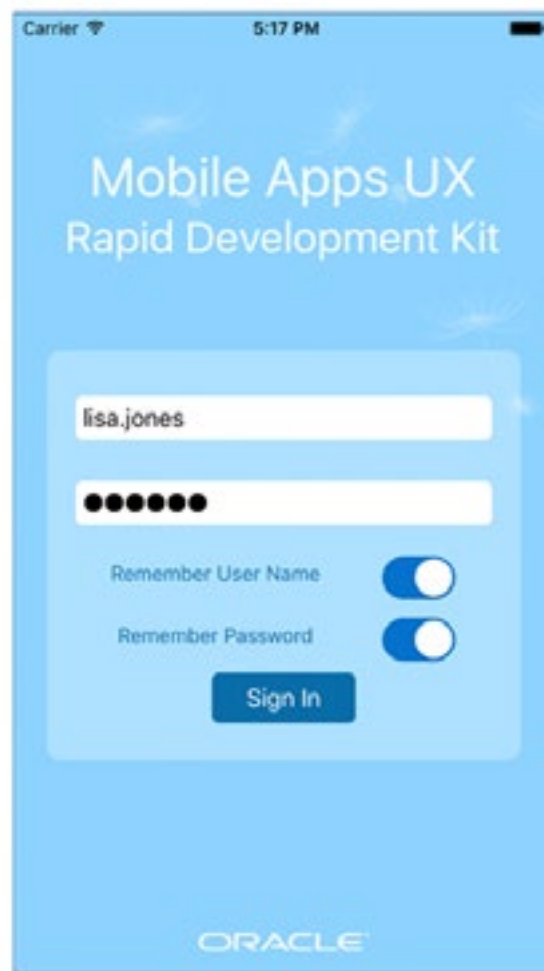 Carrier 5:17 PM
Mobile Apps UX
Rapid Development Kit
lisa.jones
●●●●●●
Remember User Name
Remember Password
Sign In
ORACLE